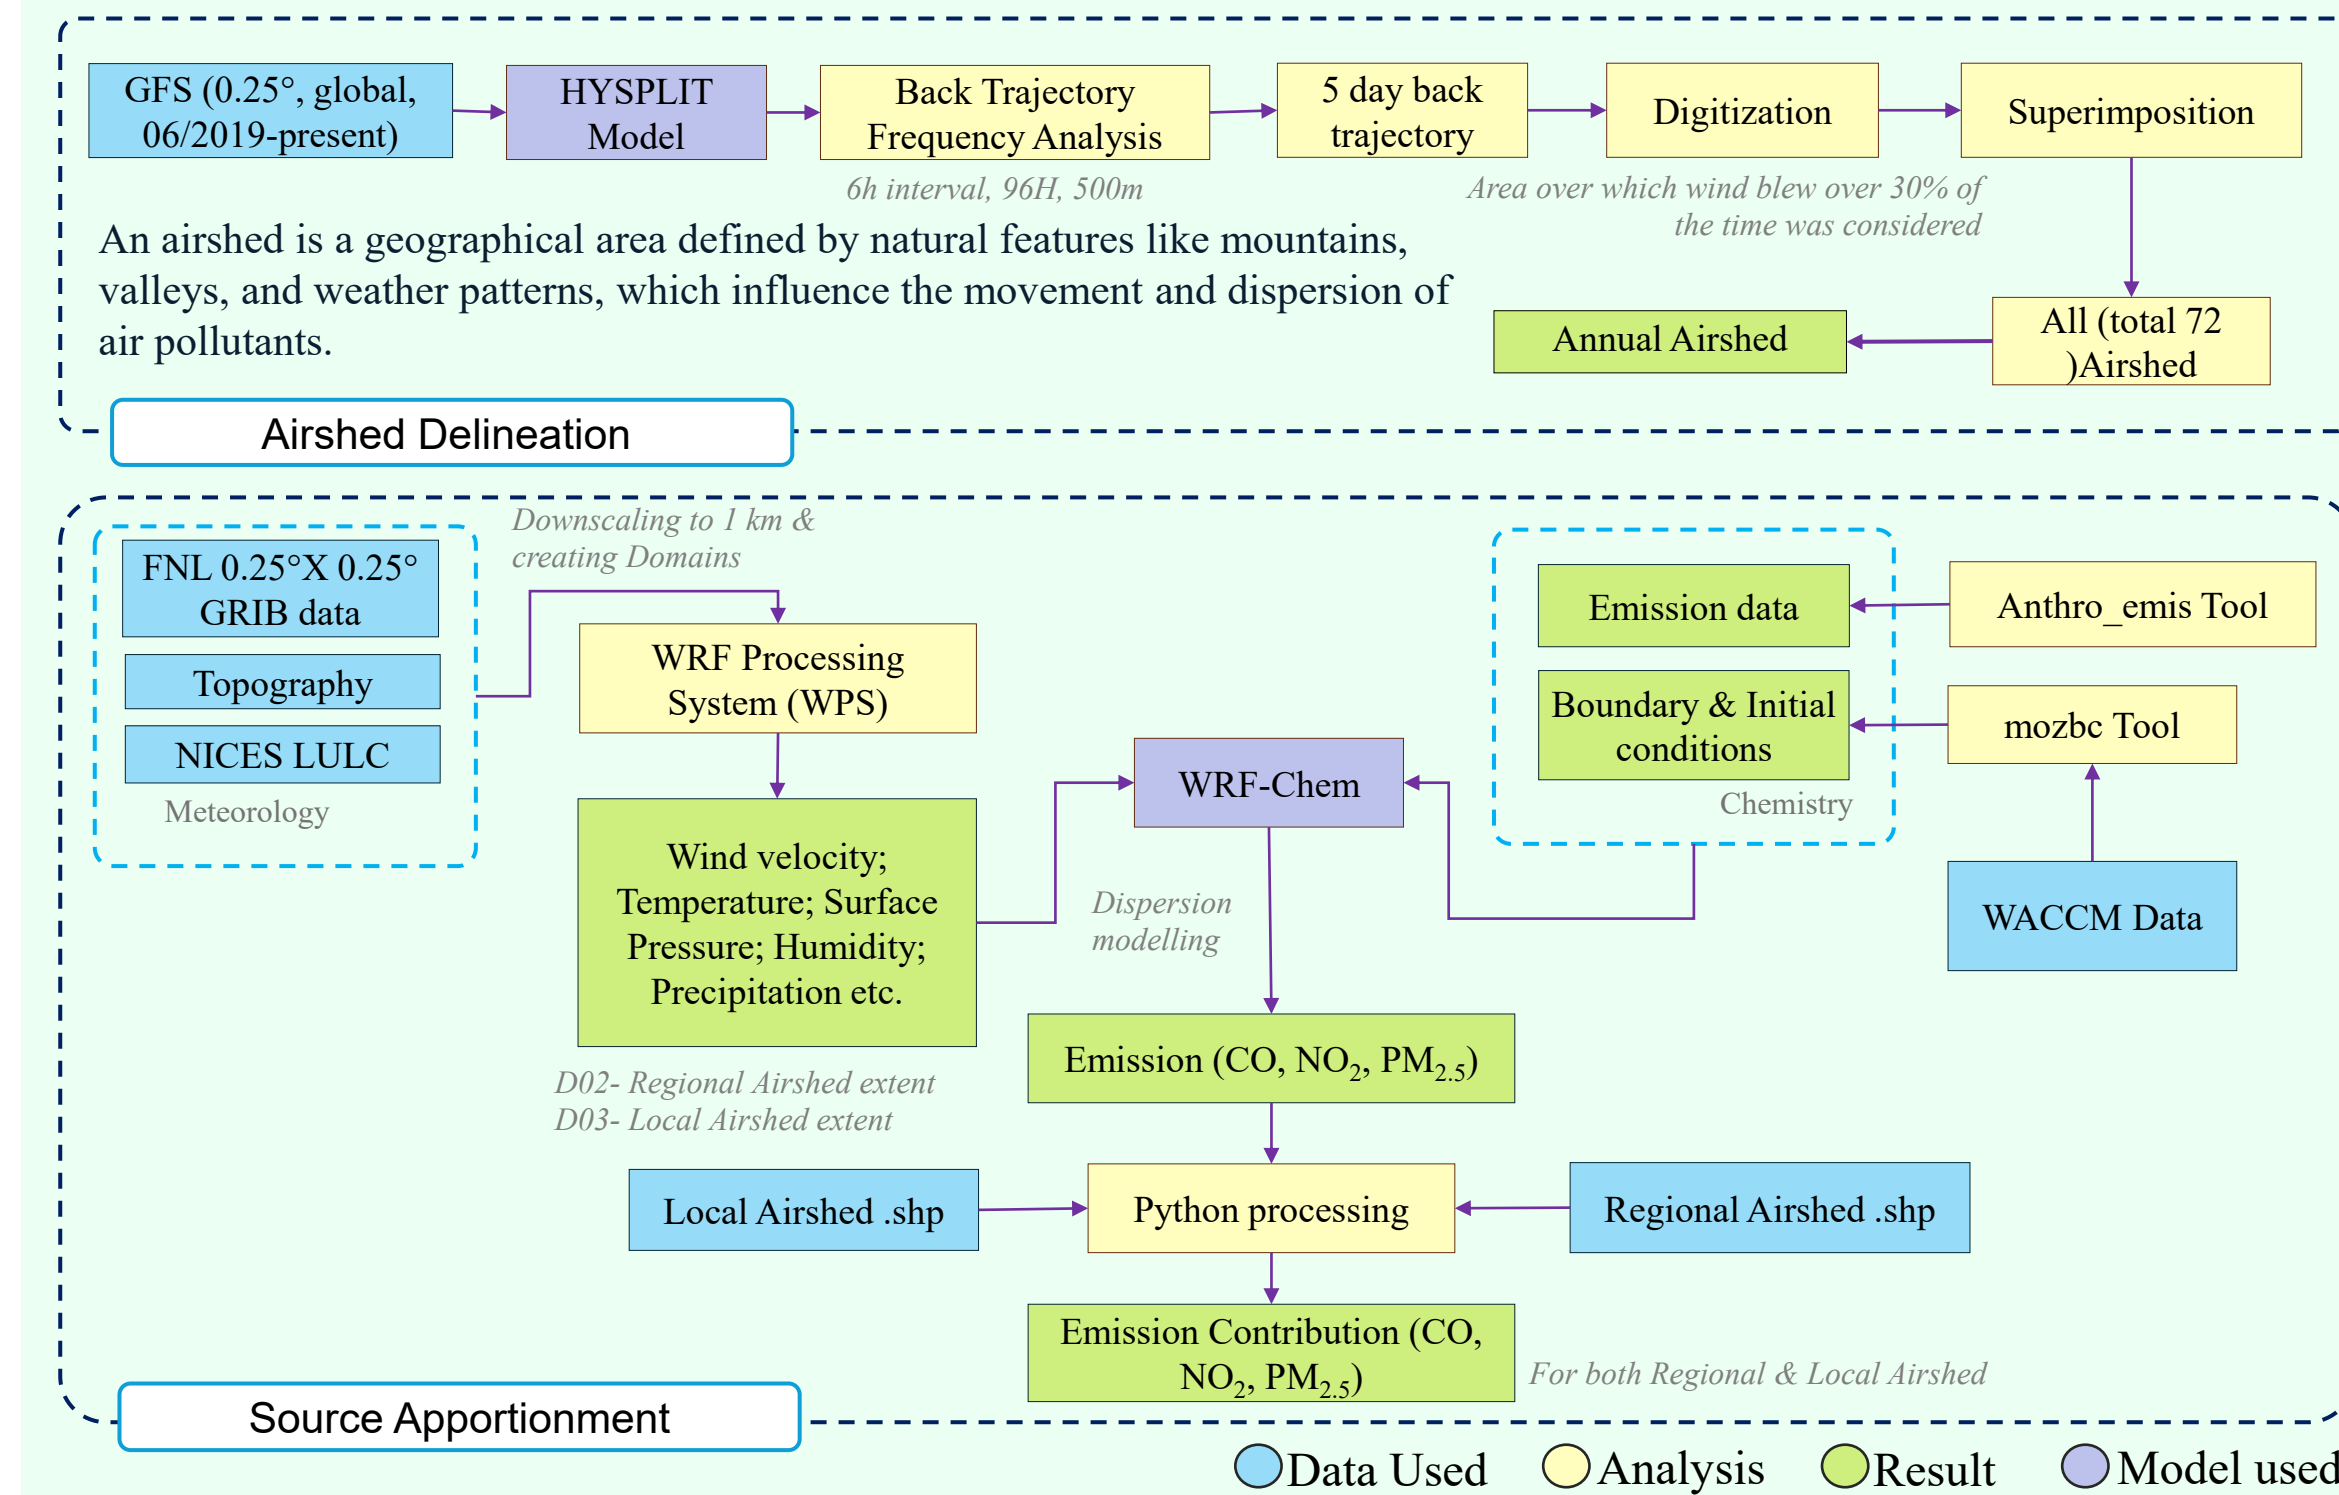 GFS (0.25°, global,
06/2019-present)
HYSPLIT
Model
Back Trajectory
Frequency Analysis
5 day back
trajectory
Digitization
Superimposition
6h interval, 96H, 500m
Area over which wind blew over 30% of
the time was considered
An airshed is a geographical area defined by natural features like mountains,
valleys, and weather patterns, which influence the movement and dispersion of
air pollutants.
All (total 72
)Airshed
Annual Airshed
Airshed Delineation
FNL 0.25°X 0.25°
GRIB data
Topography
NICES LULC
Meteorology
Downscaling to 1 km &
creating Domains
WRF Processing
System (WPS)
Wind velocity;
Temperature; Surface
Pressure; Humidity;
Precipitation etc.
D02- Regional Airshed extent
D03- Local Airshed extent
WRF-Chem
Dispersion
modelling
Emission data
Boundary & Initial
conditions
Chemistry
Anthro_emis Tool
mozbc Tool
WACCM Data
Emission (CO, NO₂, PM₂.₅)
Local Airshed .shp
Python processing
Regional Airshed .shp
Emission Contribution (CO,
NO₂, PM₂.₅)
For both Regional & Local Airshed
Source Apportionment
Data Used
Analysis
Result
Model used